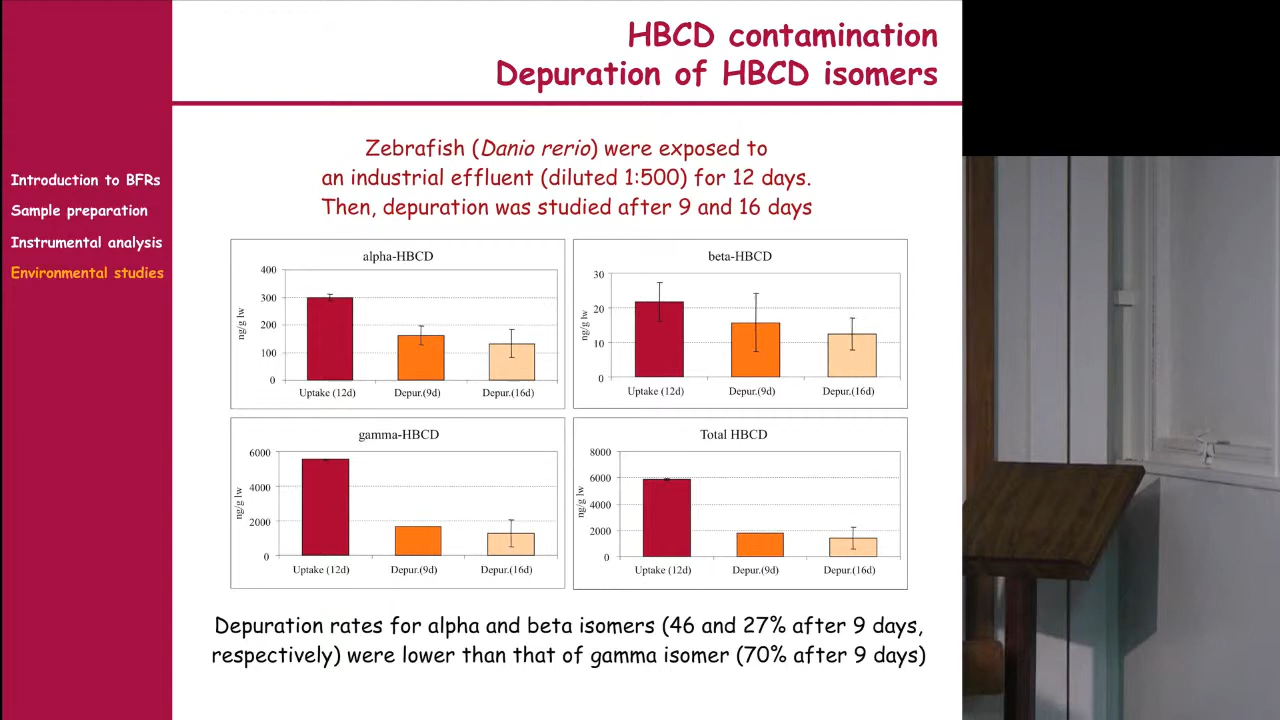 HBCD contamination
Depuration of HBCD isomers
Introduction to BFRs
Sample preparation
Instrumental analysis
Environmental studies
Zebrafish (Danio rerio) were exposed to
an industrial effluent (diluted 1:500) for 12 days.
Then, depuration was studied after 9 and 16 days
alpha-HBCD
ng/g lw
400
300
200
100
0
Uptake (12d) Depur.(9d) Depur.(16d)
beta-HBCD
ng/g lw
30
20
10
0
Uptake (12d) Depur.(9d) Depur.(16d)
gamma-HBCD
ng/g lw
6000
4000
2000
0
Uptake (12d) Depur.(9d) Depur.(16d)
Total HBCD
ng/g lw
8000
6000
4000
2000
0
Uptake (12d) Depur.(9d) Depur.(16d)
Depuration rates for alpha and beta isomers (46 and 27% after 9 days,
respectively) were lower than that of gamma isomer (70% after 9 days)